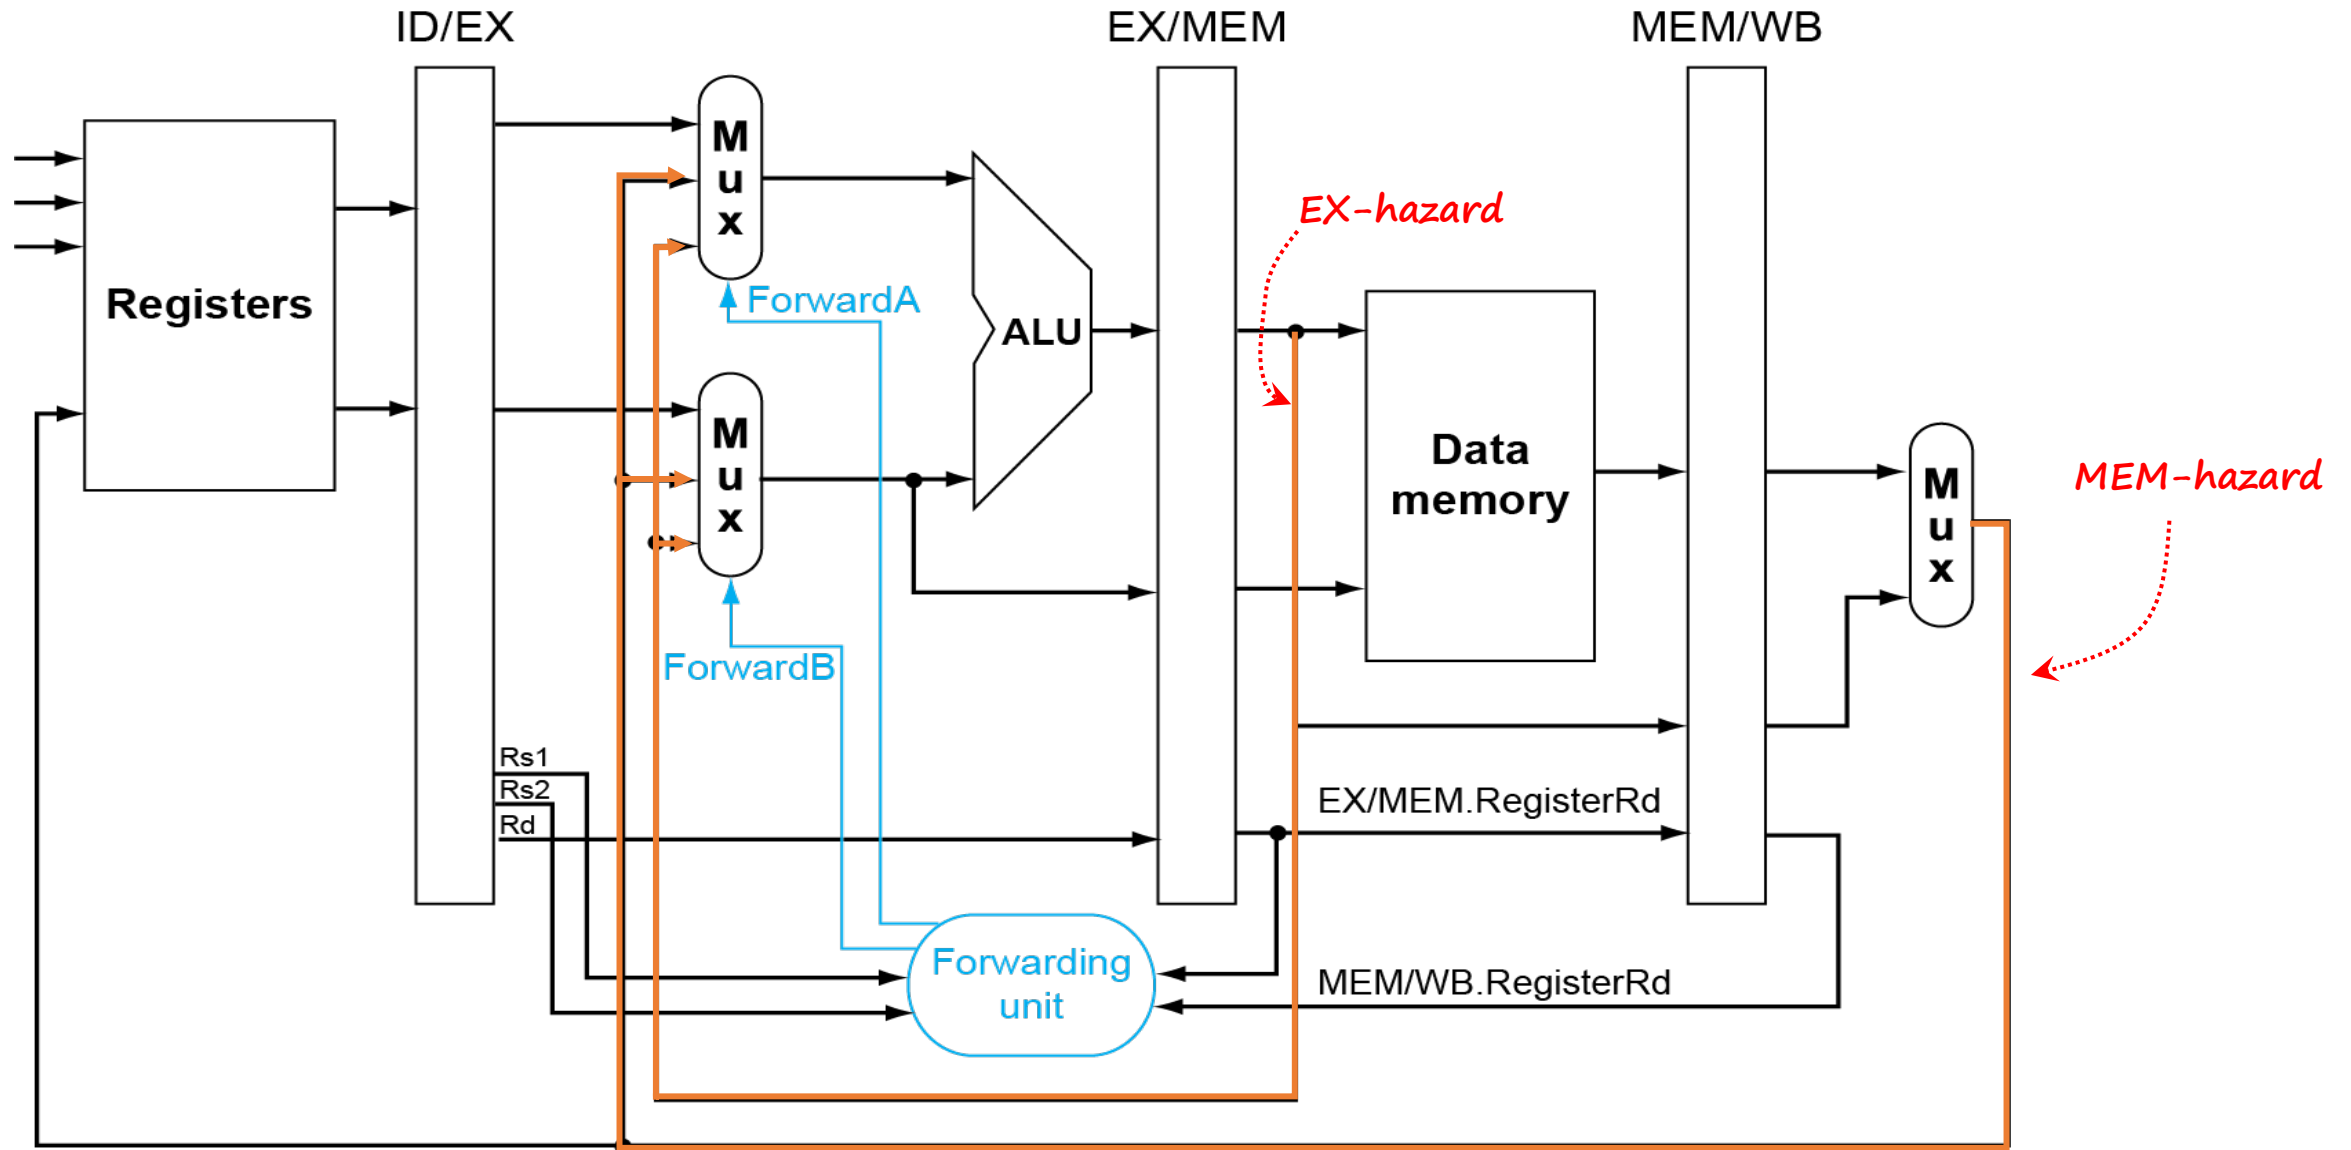 ID/EX
EX/MEM
MEM/WB
M
u
x
EX-hazard
Registers
ForwardA
ALU
M
u
x
Data
memory
M
u
x
MEM-hazard
ForwardB
Rs1
Rs2
Rd
EX/MEM.RegisterRd
Forwarding
unit
MEM/WB.RegisterRd